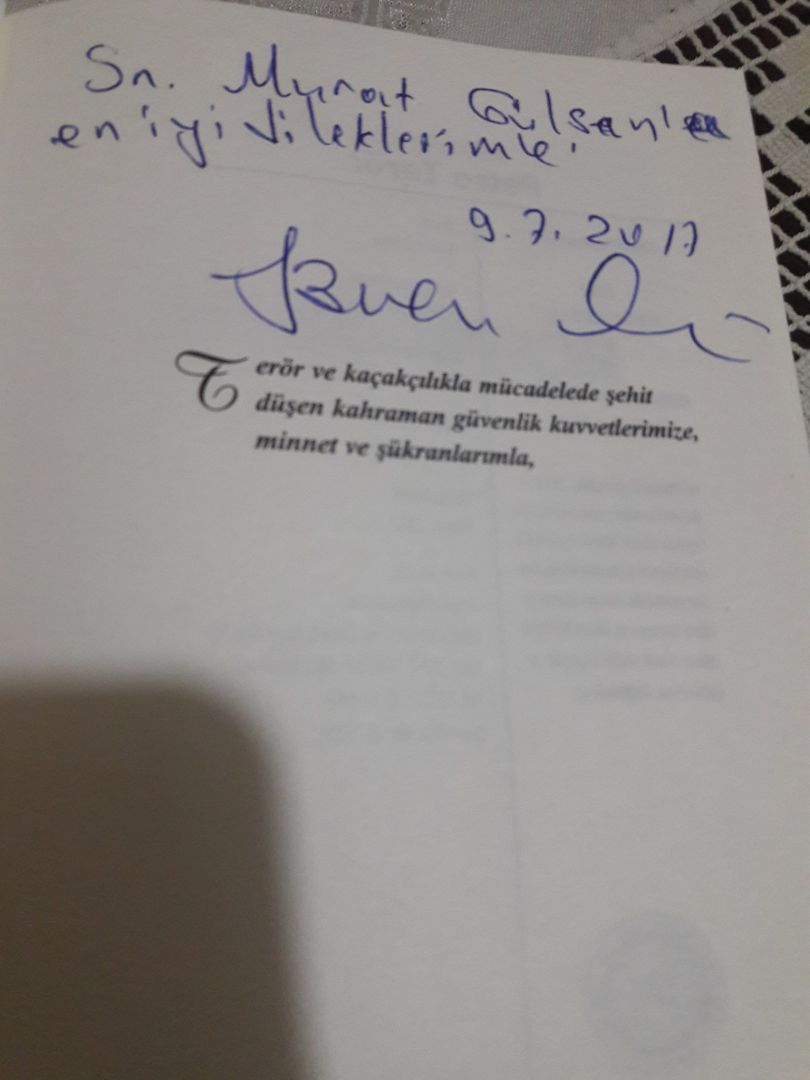 Sn. Murat Gülsan'a
en iyi dileklerimle.
9.7.2017
Terör ve kaçakçılıkla mücadelede şehit
düşen kahraman güvenlik kuvvetlerimize,
minnet ve şükranlarımla,